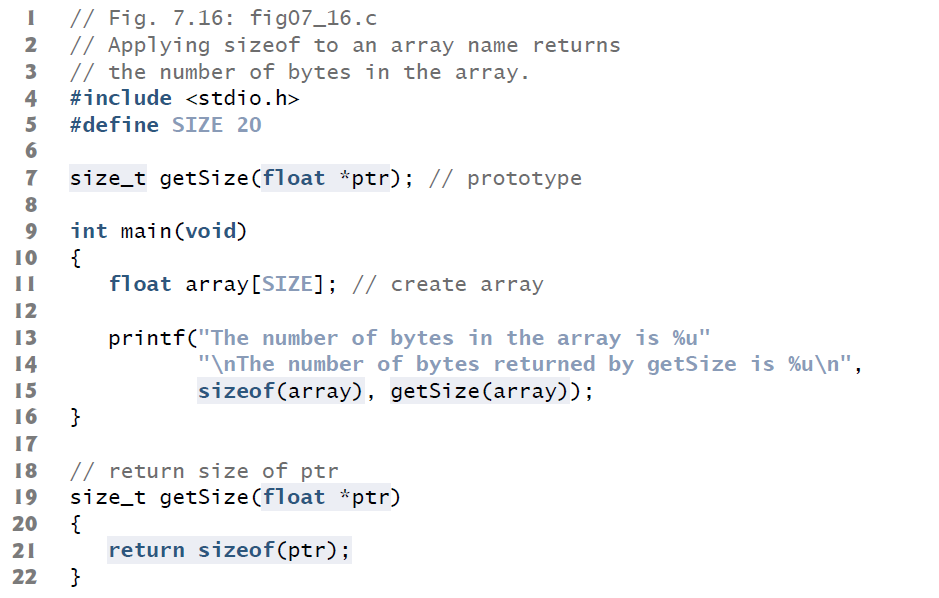 1 // Fig. 7.16: fig07_16.c
2 // Applying sizeof to an array name returns
3 // the number of bytes in the array.
4 #include <stdio.h>
5 #define SIZE 20
6
7 size_t getSize(float *ptr); // prototype
8
9 int main(void)
10 {
11    float array[SIZE]; // create array
12
13    printf("The number of bytes in the array is %u"
14           "\nThe number of bytes returned by getSize is %u\n",
15           sizeof(array), getSize(array));
16 }
17
18 // return size of ptr
19 size_t getSize(float *ptr)
20 {
21    return sizeof(ptr);
22 }